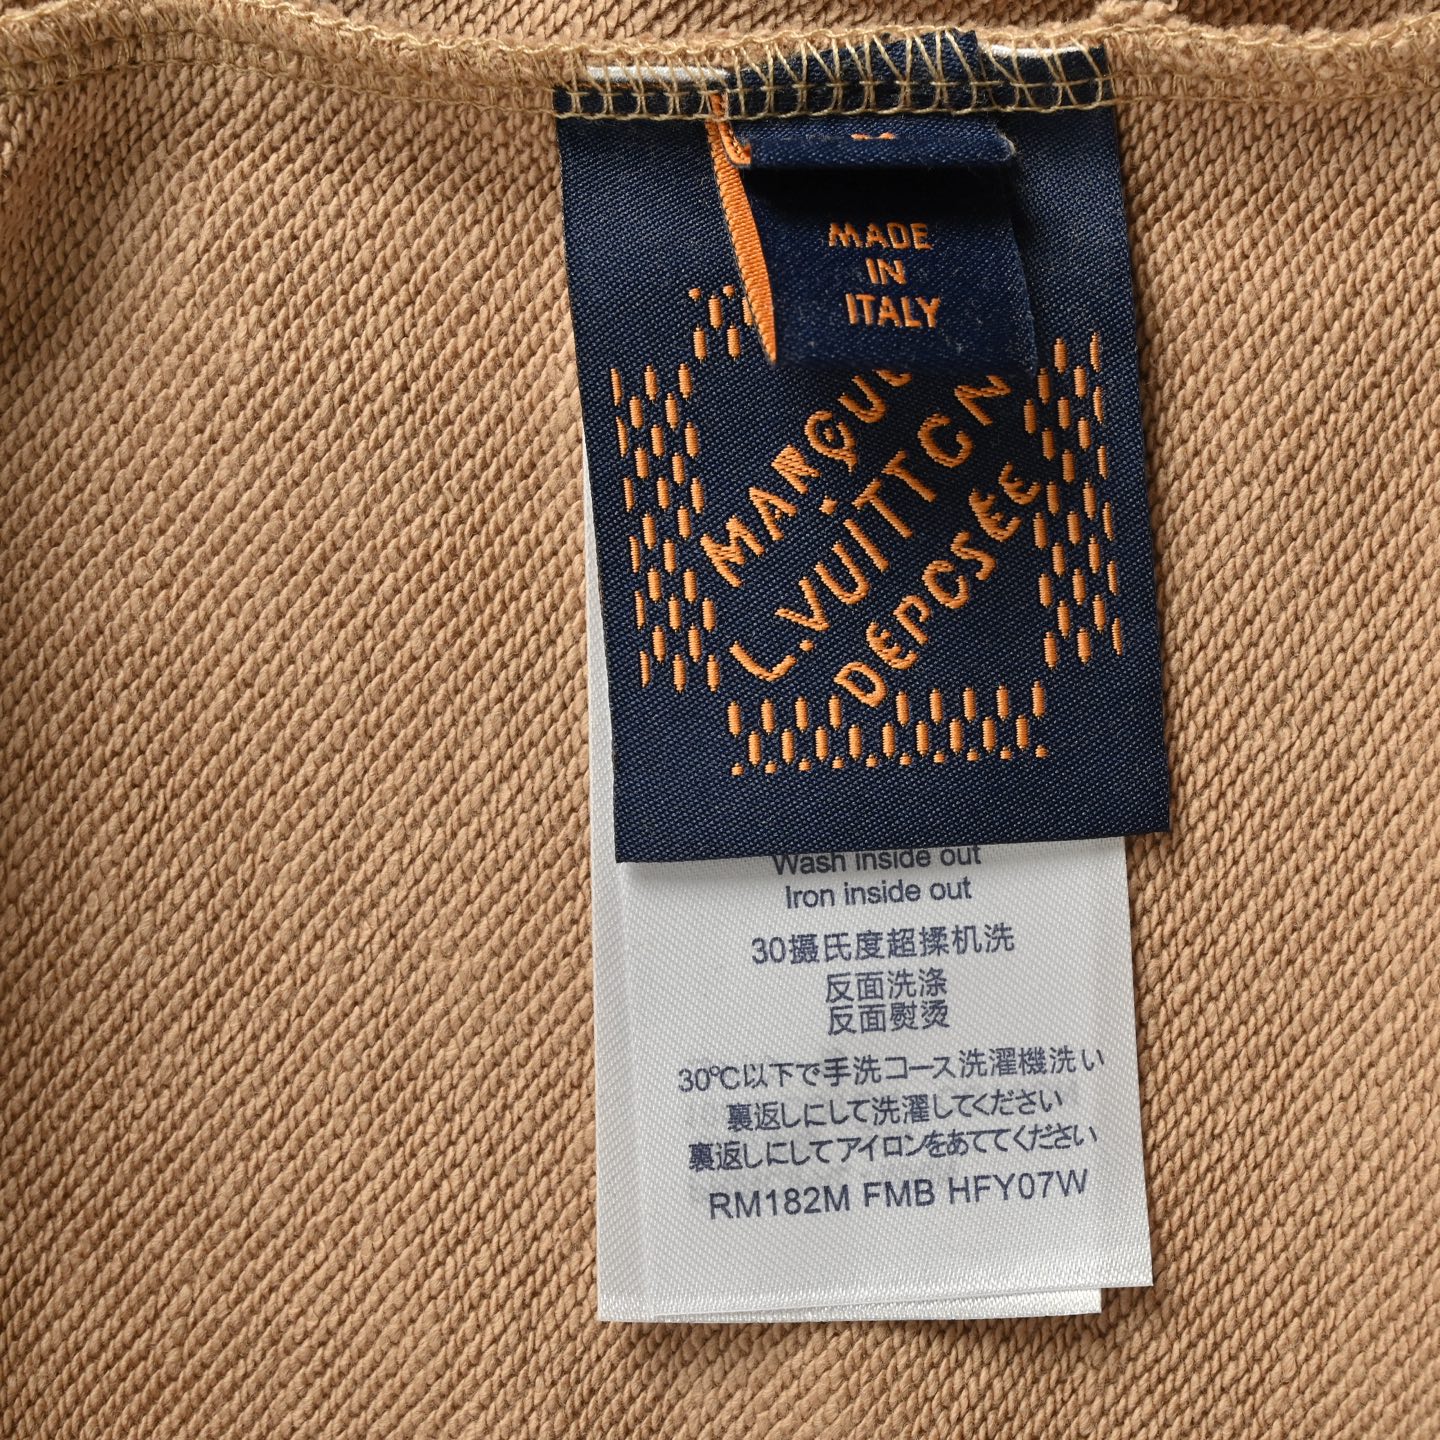 MADE
IN
ITALY
MARQUE
L.VUITTON
DÉPOSÉE
Wash inside out
Iron inside out
30摄氏度超揉机洗
反面洗涤
反面熨烫
30℃以下で手洗コース洗濯機洗い
裏返しにして洗濯してください
裏返しにしてアイロンをあててください
RM182M FMB HFY07W